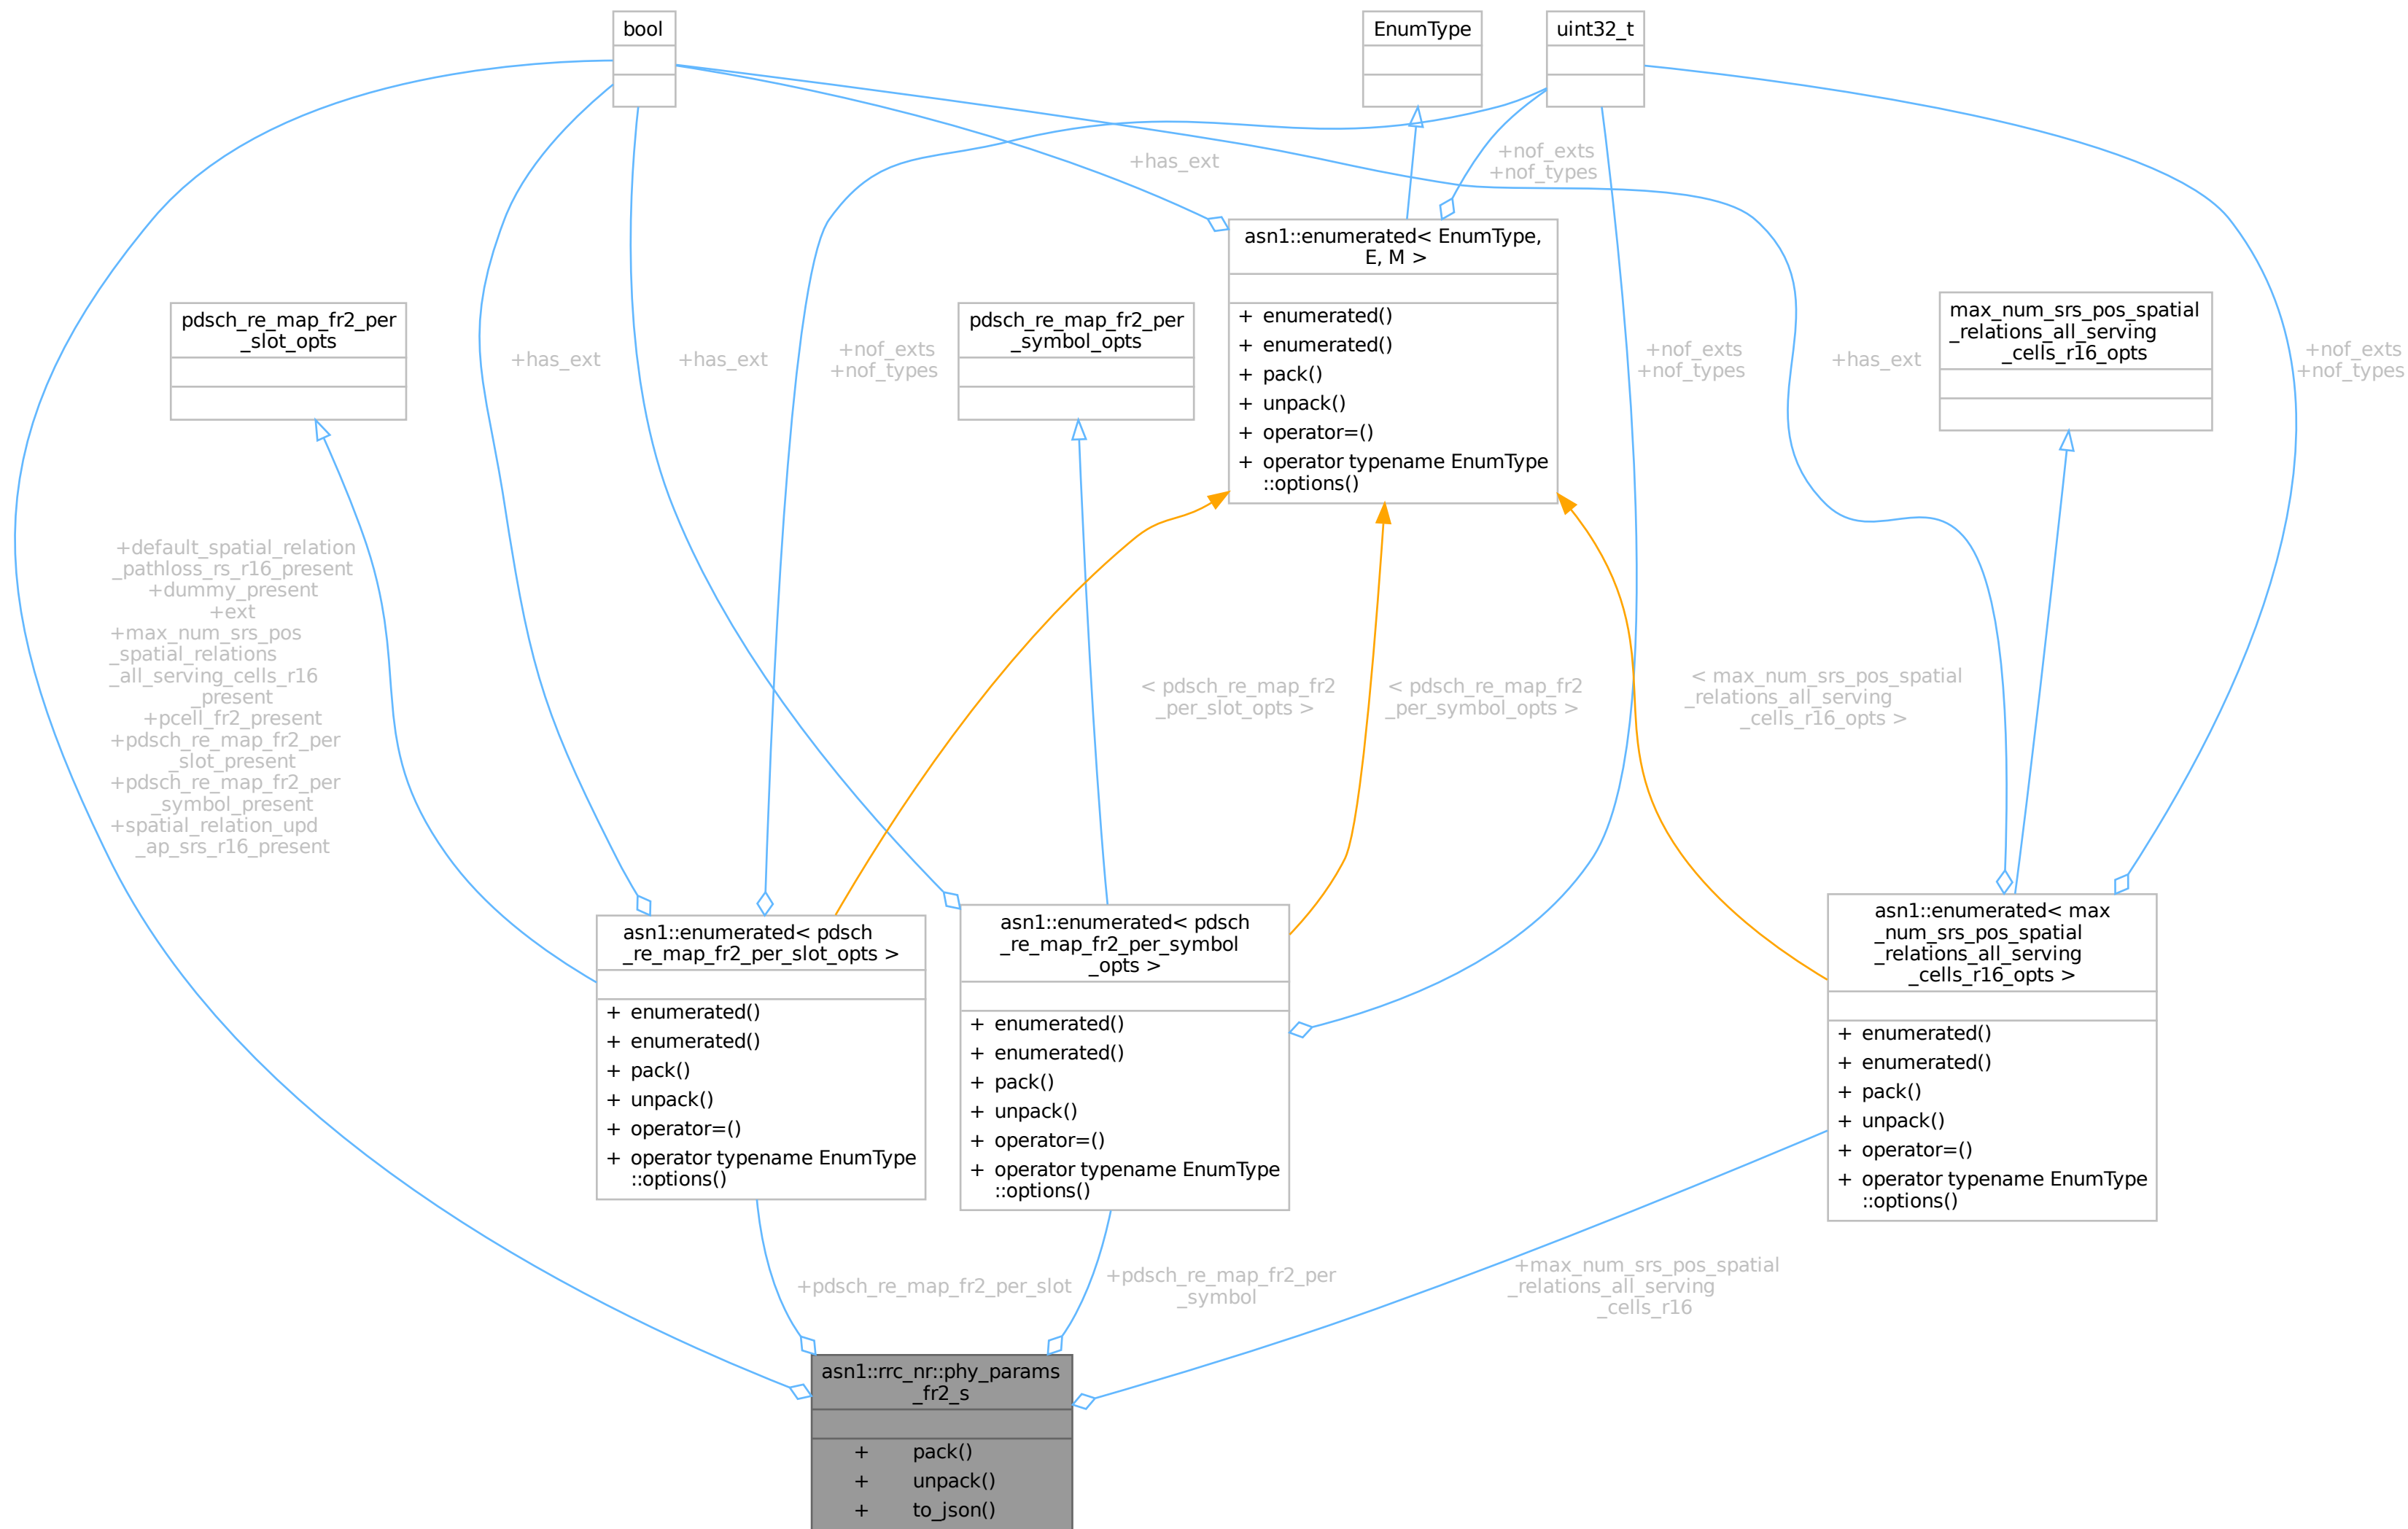 bool
EnumType
uint32_t
+has_ext
+nof_exts
+nof_types
asn1::enumerated< EnumType,
E, M >
+ enumerated()
+ enumerated()
+ pack()
+ unpack()
+ operator=()
+ operator typename EnumType
::options()
pdsch_re_map_fr2_per
_slot_opts
+has_ext
+has_ext
+nof_exts
+nof_types
pdsch_re_map_fr2_per
_symbol_opts
+nof_exts
+nof_types
+has_ext
max_num_srs_pos_spatial
_relations_all_serving
_cells_r16_opts
+nof_exts
+nof_types
+default_spatial_relation
_pathloss_rs_r16_present
+dummy_present
+ext
+max_num_srs_pos
_spatial_relations
_all_serving_cells_r16
_present
+pcell_fr2_present
+pdsch_re_map_fr2_per
_slot_present
+pdsch_re_map_fr2_per
_symbol_present
+spatial_relation_upd
_ap_srs_r16_present
< pdsch_re_map_fr2
_per_slot_opts >
< pdsch_re_map_fr2
_per_symbol_opts >
< max_num_srs_pos_spatial
_relations_all_serving
_cells_r16_opts >
asn1::enumerated< pdsch
_re_map_fr2_per_slot_opts >
+ enumerated()
+ enumerated()
+ pack()
+ unpack()
+ operator=()
+ operator typename EnumType
::options()
asn1::enumerated< pdsch
_re_map_fr2_per_symbol
_opts >
+ enumerated()
+ enumerated()
+ pack()
+ unpack()
+ operator=()
+ operator typename EnumType
::options()
asn1::enumerated< max
_num_srs_pos_spatial
_relations_all_serving
_cells_r16_opts >
+ enumerated()
+ enumerated()
+ pack()
+ unpack()
+ operator=()
+ operator typename EnumType
::options()
+pdsch_re_map_fr2_per_slot
+pdsch_re_map_fr2_per
_symbol
+max_num_srs_pos_spatial
_relations_all_serving
_cells_r16
asn1::rrc_nr::phy_params
_fr2_s
+ pack()
+ unpack()
+ to_json()